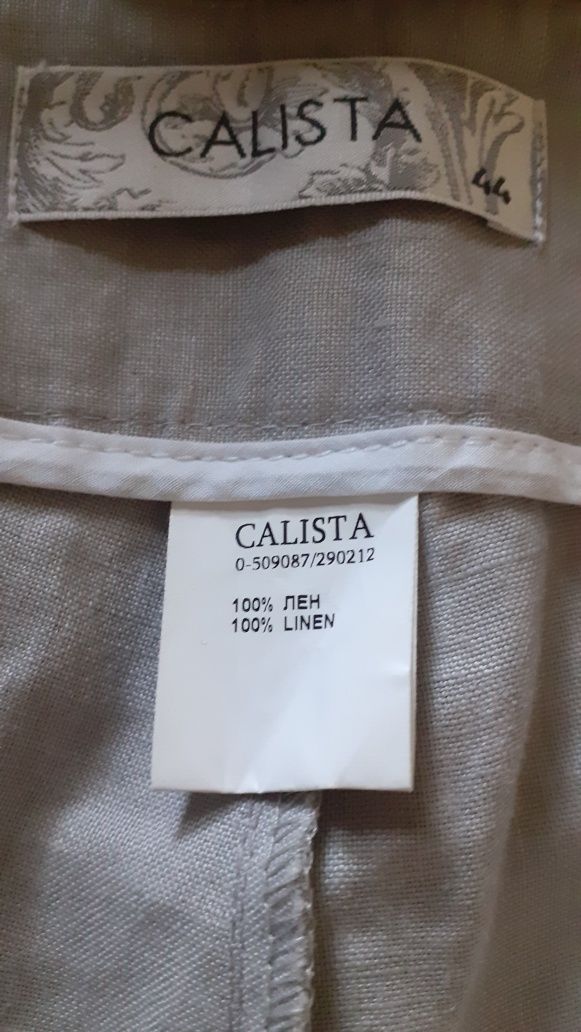 CALISTA
44
CALISTA
0-509087/290212
100% ЛЕН
100% LINEN